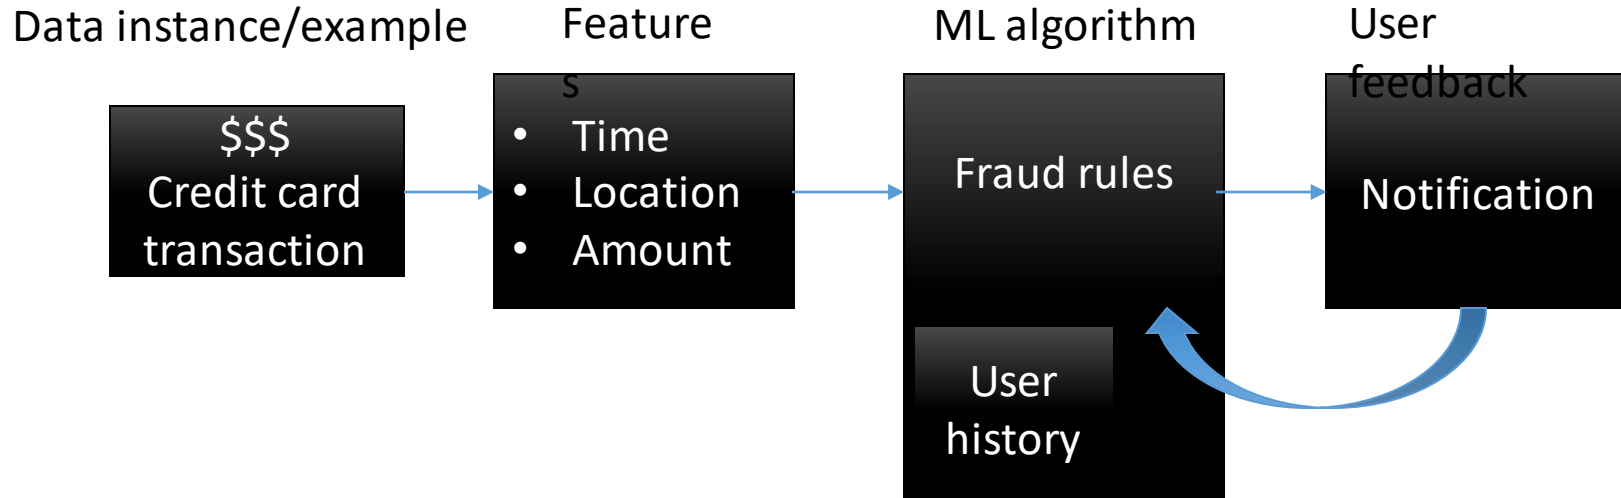 Data instance/example
Feature
s
ML algorithm
User
feedback
$$$
Credit card
transaction
• Time
• Location
• Amount
Fraud rules
User
history
Notification